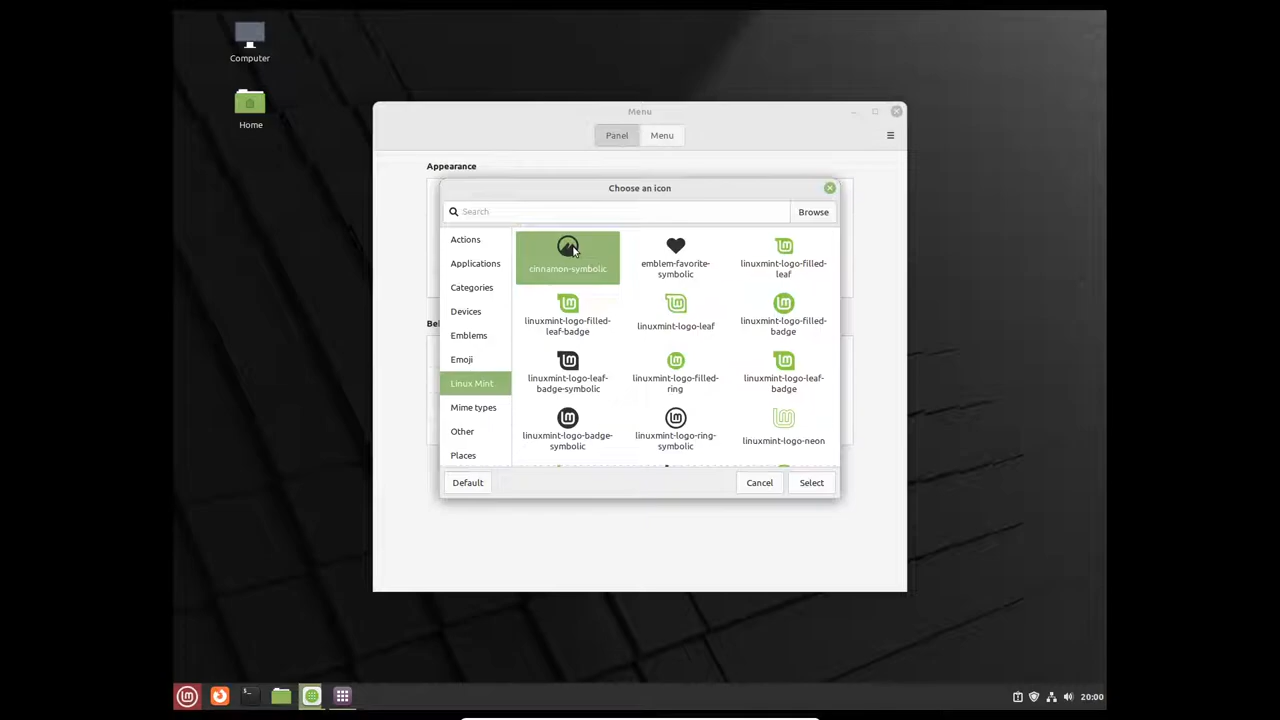 Computer
Home
Menu
Panel
Menu
Appearance
Choose an icon
Search
Browse
Actions
Applications
Categories
Devices
Emblems
Emoji
Linux Mint
Mime types
Other
Places
cinnamon-symbolic
emblem-favorite-
symbolic
linuxmint-logo-filled-
leaf
linuxmint-logo-filled-
leaf-badge
linuxmint-logo-leaf
linuxmint-logo-filled-
badge
linuxmint-logo-leaf-
badge-symbolic
linuxmint-logo-filled-
ring
linuxmint-logo-leaf-
badge
linuxmint-logo-badge-
symbolic
linuxmint-logo-ring-
symbolic
linuxmint-logo-neon
Bel
Default
Cancel
Select
20:00